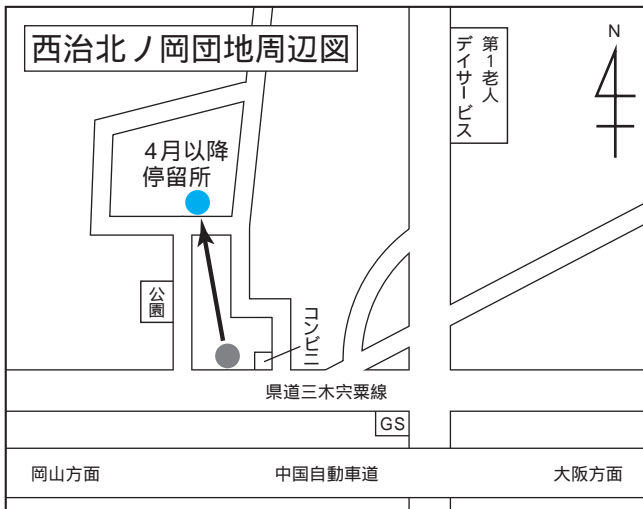 西治北ノ岡団地周辺図
第1老人
デイサービス
N
4月以降
停留所
公園
コンビニ
県道三木宍粟線
GS
岡山方面
中国自動車道
大阪方面